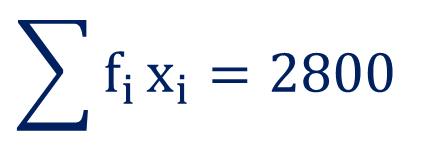 ∑ fᵢ xᵢ = 2800